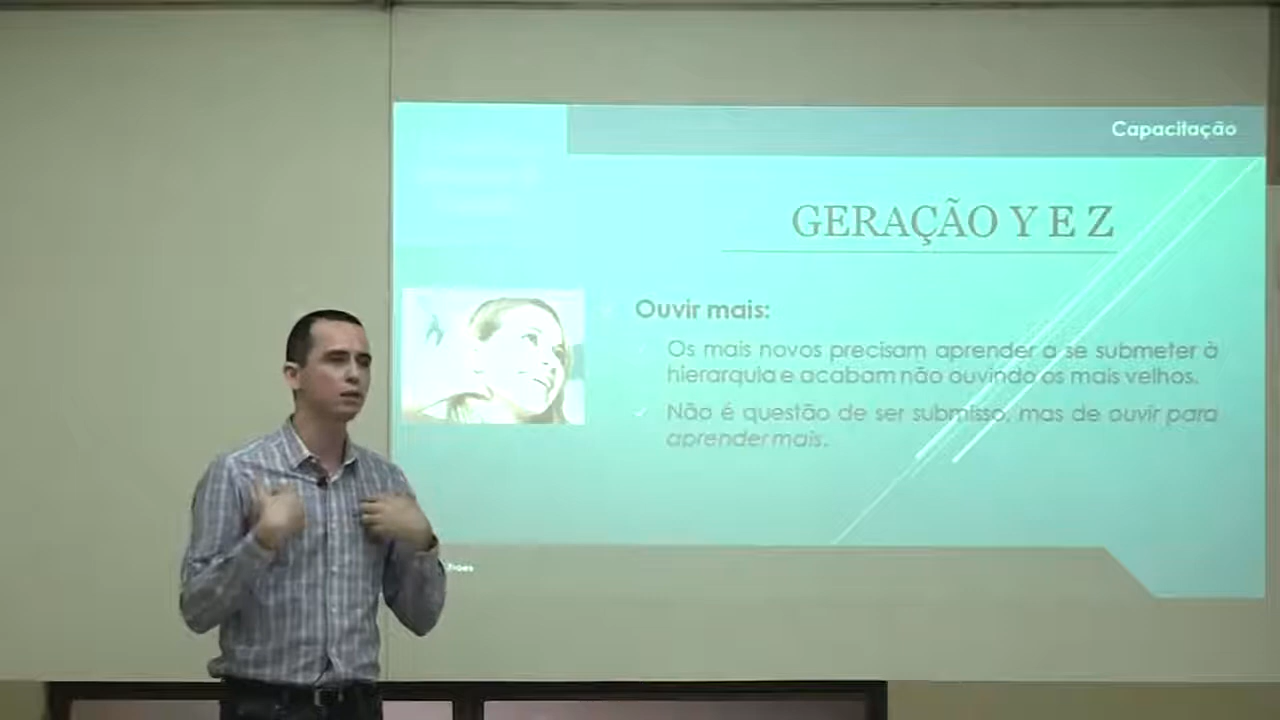 Capacitação
GERAÇÃO Y E Z
Ouvir mais:
Os mais novos precisam aprender a se submeter à
hierarquia e acabam não ouvindo os mais velhos.
Não é questão de ser submisso, mas de ouvir para
aprender mais.